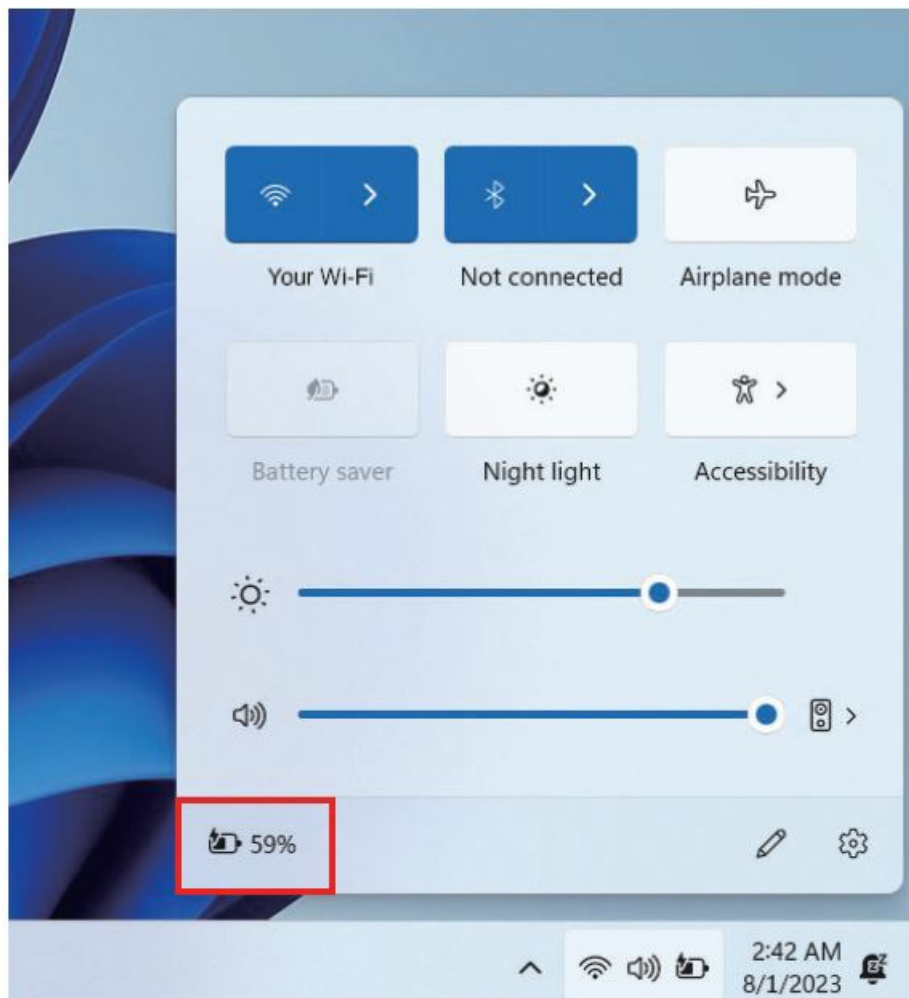 Your Wi-Fi
Not connected
Airplane mode
Battery saver
Night light
Accessibility
59%
2:42 AM
8/1/2023